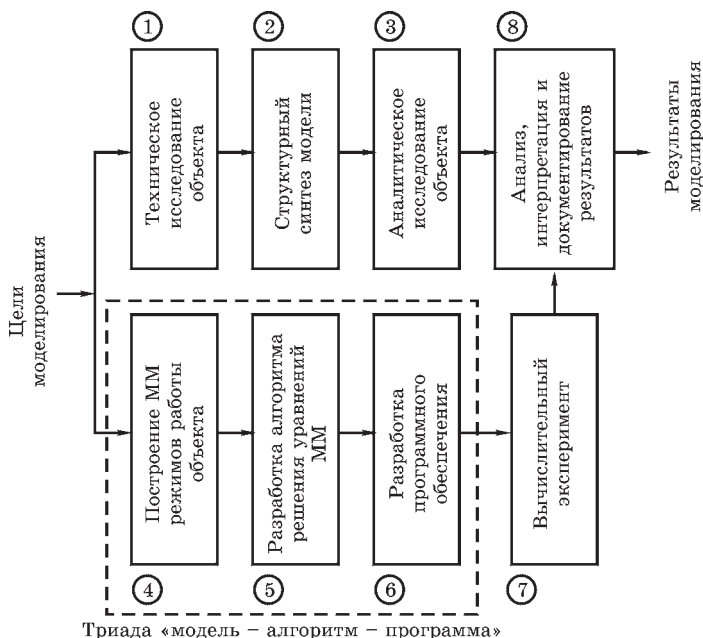 1
2
3
8
Цели
моделирования
Техническое
исследование
объекта
Структурный
синтез модели
Аналитическое
исследование
объекта
Анализ,
интерпретация и
документирование
результатов
Результаты
моделирования
Построение ММ
режимов работы
объекта
Разработка алгоритма
решения уравнений
ММ
Разработка
программного
обеспечения
Вычислительный
эксперимент
4
5
6
7
Триада «модель – алгоритм – программа»